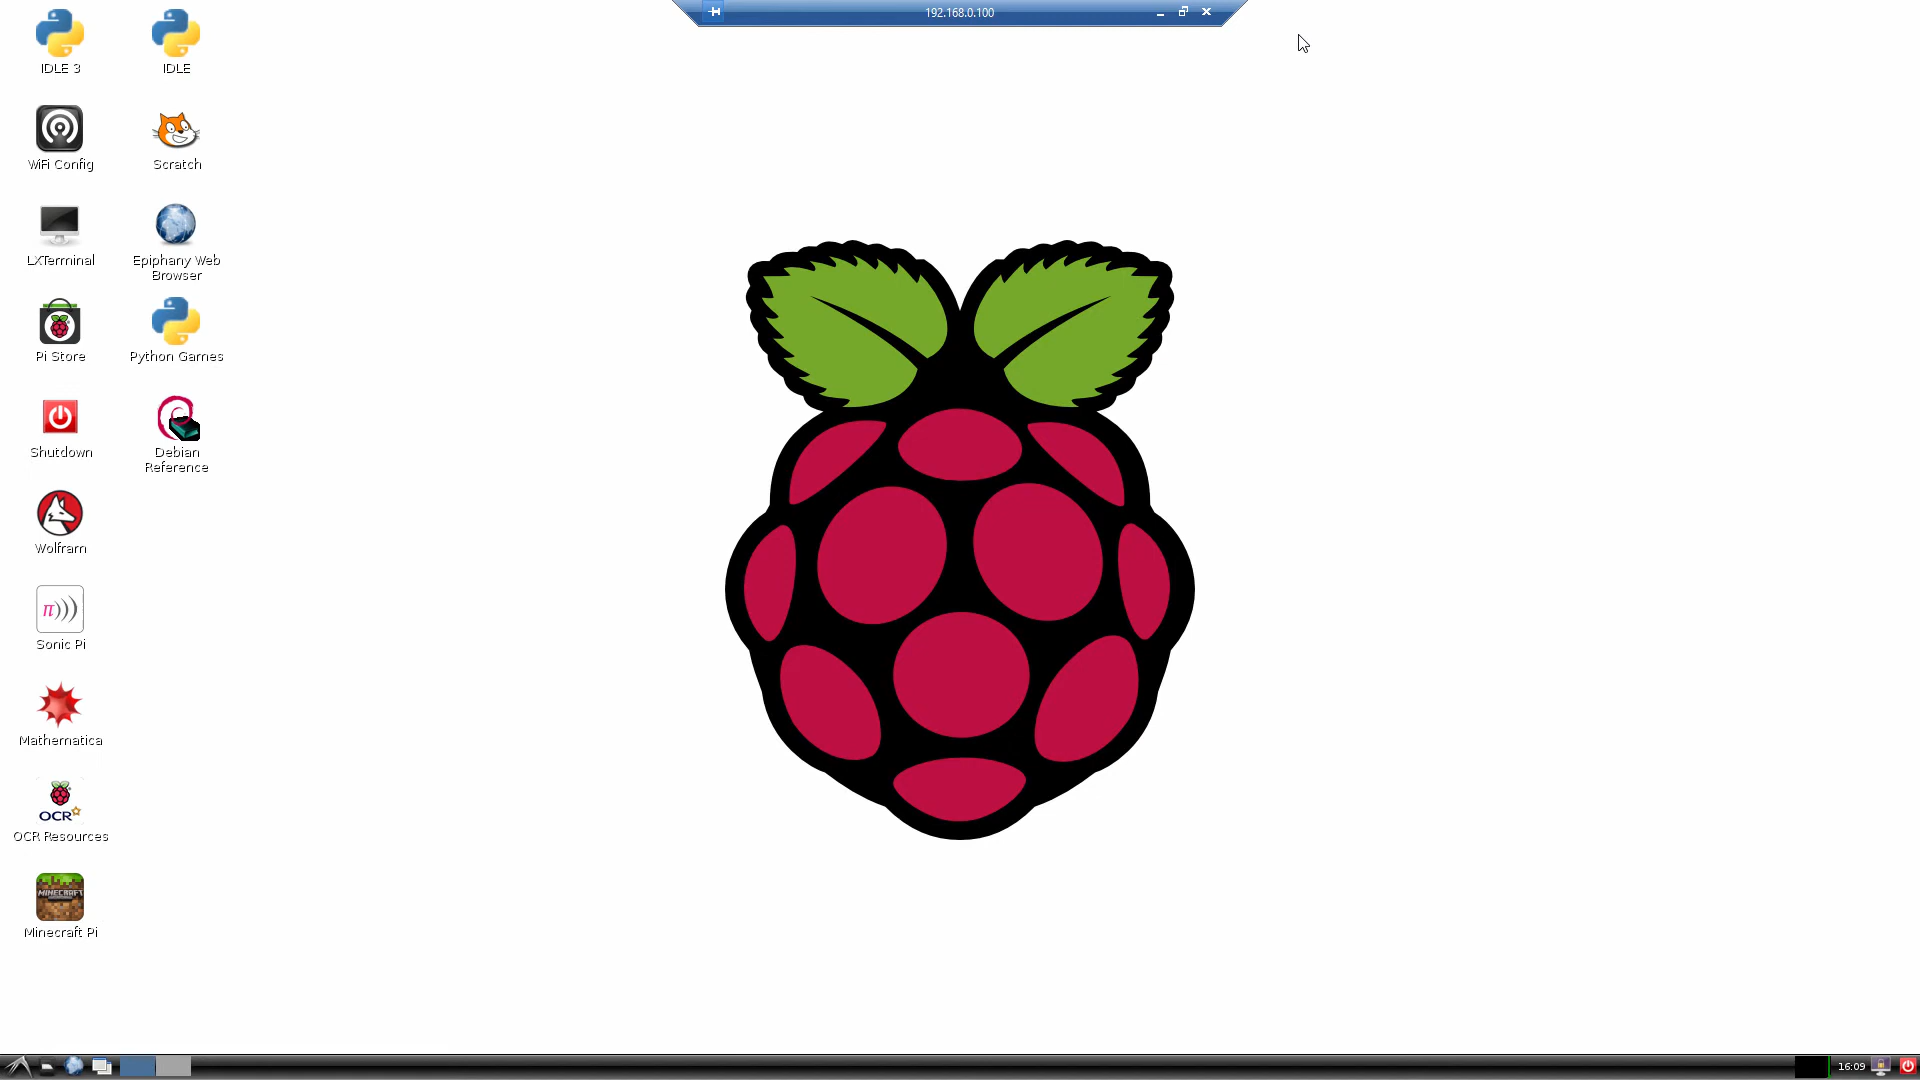 192.168.0.100
IDLE 3
IDLE
WiFi Config
Scratch
LXTerminal
Epiphany Web
Browser
Pi Store
Python Games
Shutdown
Debian
Reference
Wolfram
π)))
Sonic Pi
Mathematica
OCR
OCR Resources
MINECRAFT
Minecraft Pi
16:09